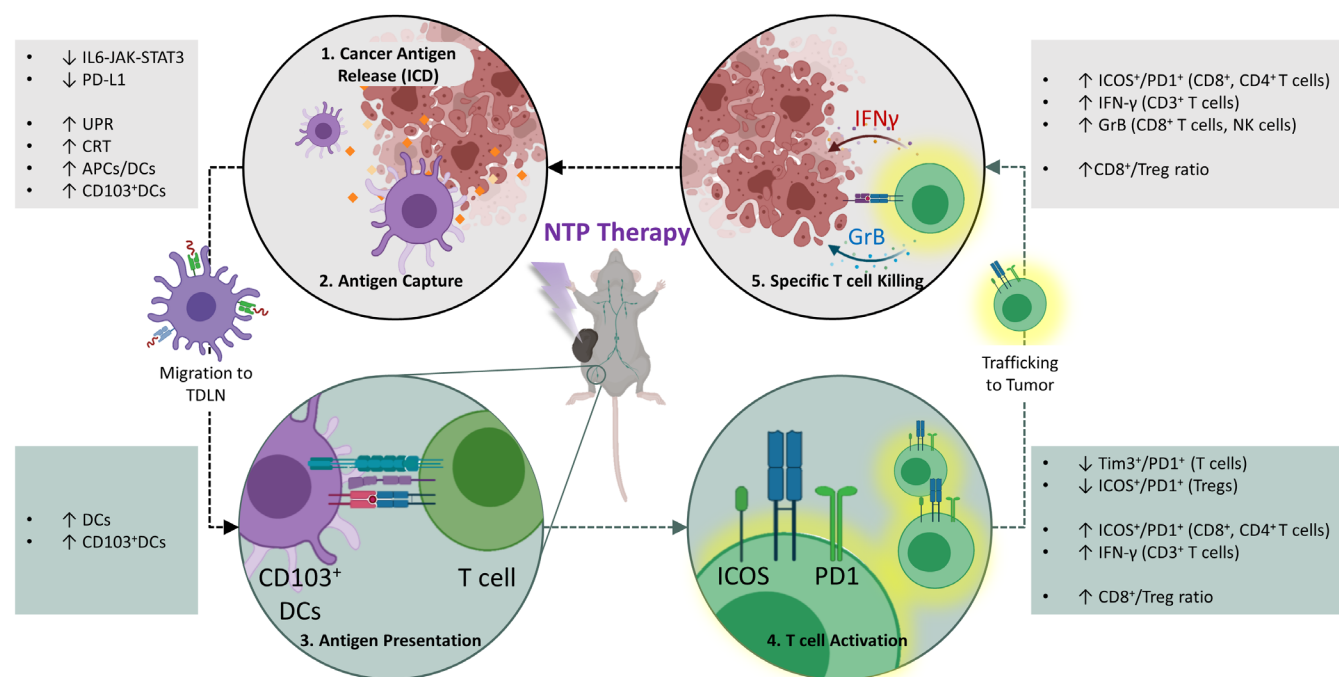 ↓ IL6-JAK-STAT3
↓ PD-L1
↑ UPR
↑ CRT
↑ APCs/DCs
↑ CD103⁺DCs
1. Cancer Antigen
Release (ICD)
2. Antigen Capture
IFNγ
GrB
5. Specific T cell Killing
↑ ICOS⁺/PD1⁺ (CD8⁺, CD4⁺ T cells)
↑ IFN-γ (CD3⁺ T cells)
↑ GrB (CD8⁺ T cells, NK cells)
↑CD8⁺/Treg ratio
NTP Therapy
Migration to
TDLN
Trafficking
to Tumor
↑ DCs
↑ CD103⁺DCs
CD103⁺
DCs
T cell
3. Antigen Presentation
ICOS
PD1
4. T cell Activation
↓ Tim3⁺/PD1⁺ (T cells)
↓ ICOS⁺/PD1⁺ (Tregs)
↑ ICOS⁺/PD1⁺ (CD8⁺, CD4⁺ T cells)
↑ IFN-γ (CD3⁺ T cells)
↑ CD8⁺/Treg ratio